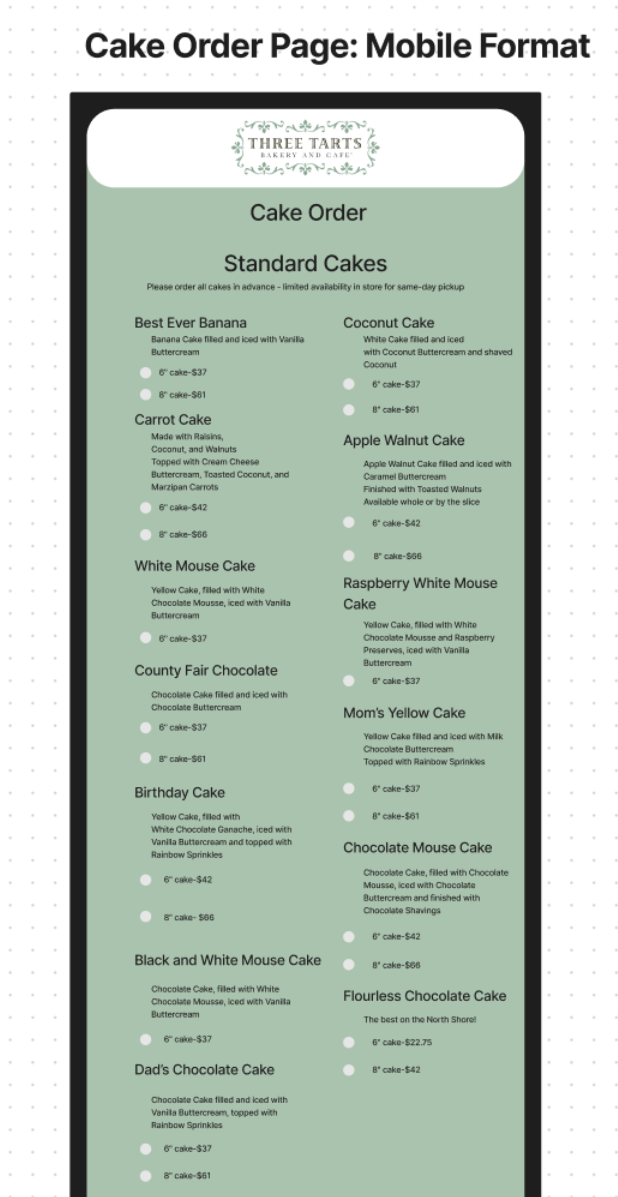 Cake Order Page: Mobile Format
THREE TARTS
BAKERY AND CAFE
Cake Order
Standard Cakes
Please order all cakes in advance - limited availability in store for same-day pickup
Best Ever Banana
Banana Cake filled and iced with Vanilla
Buttercream
6" cake-$37
8" cake-$61
Carrot Cake
Made with Raisins,
Coconut, and Walnuts
Topped with Cream Cheese
Buttercream, Toasted Coconut, and
Marzipan Carrots
6" cake-$42
8" cake-$66
White Mouse Cake
Yellow Cake, filled with White
Chocolate Mousse, iced with Vanilla
Buttercream
6" cake-$37
County Fair Chocolate
Chocolate Cake filled and iced with
Chocolate Buttercream
6" cake-$37
8" cake-$61
Birthday Cake
Yellow Cake, filled with
White Chocolate Ganache, iced with
Vanilla Buttercream and topped with
Rainbow Sprinkles
6" cake-$42
8" cake- $66
Black and White Mouse Cake
Chocolate Cake, filled with White
Chocolate Mousse, iced with Vanilla
Buttercream
6" cake-$37
Dad's Chocolate Cake
Chocolate Cake filled and iced with
Vanilla Buttercream, topped with
Rainbow Sprinkles
6" cake-$37
8" cake-$61
Coconut Cake
White Cake filled and iced
with Coconut Buttercream and shaved
Coconut
6" cake-$37
8" cake-$61
Apple Walnut Cake
Apple Walnut Cake filled and iced with
Caramel Buttercream
Finished with Toasted Walnuts
Available whole or by the slice
6" cake-$42
8" cake-$66
Raspberry White Mouse
Cake
Yellow Cake, filled with White
Chocolate Mousse and Raspberry
Preserves, iced with Vanilla
Buttercream
6" cake-$37
Mom's Yellow Cake
Yellow Cake filled and iced with Milk
Chocolate Buttercream
Topped with Rainbow Sprinkles
6" cake-$37
8" cake-$61
Chocolate Mouse Cake
Chocolate Cake, filled with Chocolate
Mousse, iced with Chocolate
Buttercream and finished with
Chocolate Shavings
6" cake-$42
8" cake-$66
Flourless Chocolate Cake
The best on the North Shore!
6" cake-$22.75
8" cake-$42